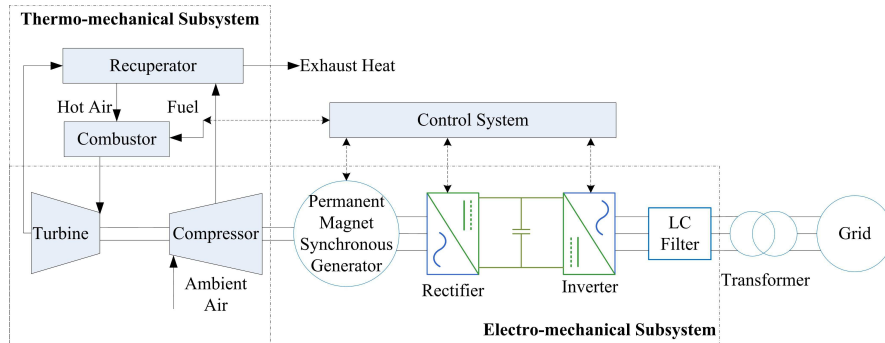 Thermo-mechanical Subsystem
Recuperator
Exhaust Heat
Hot Air
Fuel
Combustor
Control System
Turbine
Compressor
Permanent
Magnet
Synchronous
Generator
LC
Filter
Grid
Ambient
Air
Rectifier
Inverter
Transformer
Electro-mechanical Subsystem